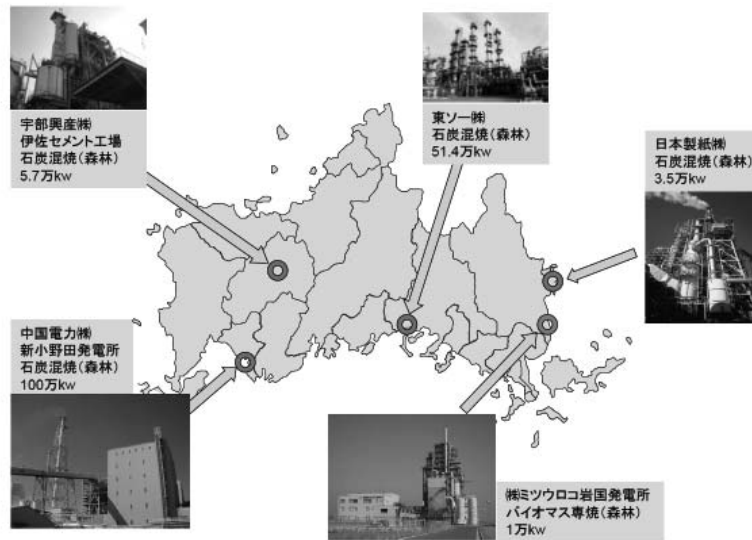 宇部興産㈱
伊佐セメント工場
石炭混焼(森林)
5.7万kw
東ソー㈱
石炭混焼(森林)
51.4万kw
日本製紙㈱
石炭混焼(森林)
3.5万kw
中国電力㈱
新小野田発電所
石炭混焼(森林)
100万kw
㈱ミツウロコ岩国発電所
バイオマス専焼(森林)
1万kw